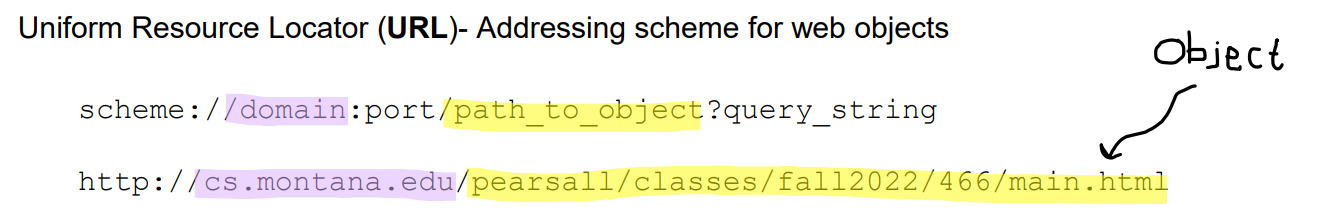 Uniform Resource Locator (URL)- Addressing scheme for web objects
Object
scheme://domain:port/path_to_object?query_string
http://cs.montana.edu/pearsall/classes/fall2022/466/main.html